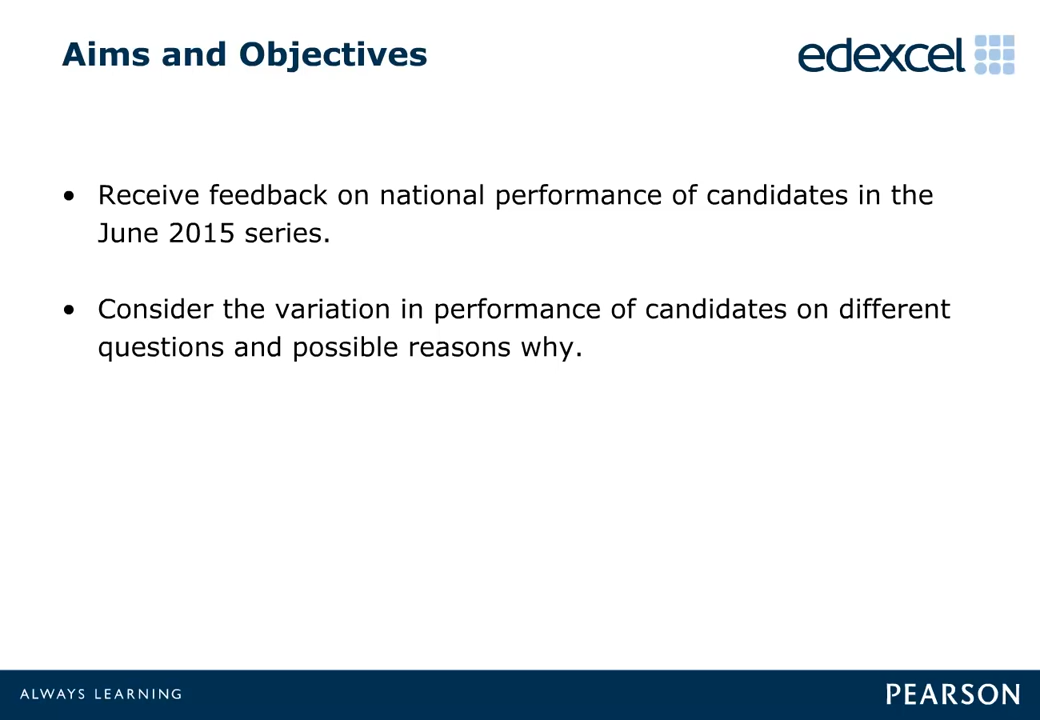 Aims and Objectives
edexcel
• Receive feedback on national performance of candidates in the
June 2015 series.
• Consider the variation in performance of candidates on different
questions and possible reasons why.
ALWAYS LEARNING
PEARSON